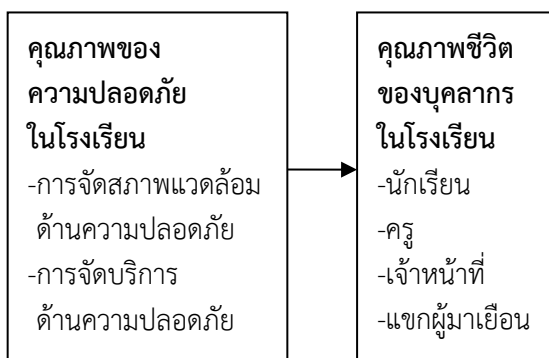 คุณภาพของ
ความปลอดภัย
ในโรงเรียน
-การจัดสภาพแวดล้อม
ด้านความปลอดภัย
-การจัดบริการ
ด้านความปลอดภัย
คุณภาพชีวิต
ของบุคลากร
ในโรงเรียน
-นักเรียน
-ครู
-เจ้าหน้าที่
-แขกผู้มาเยือน